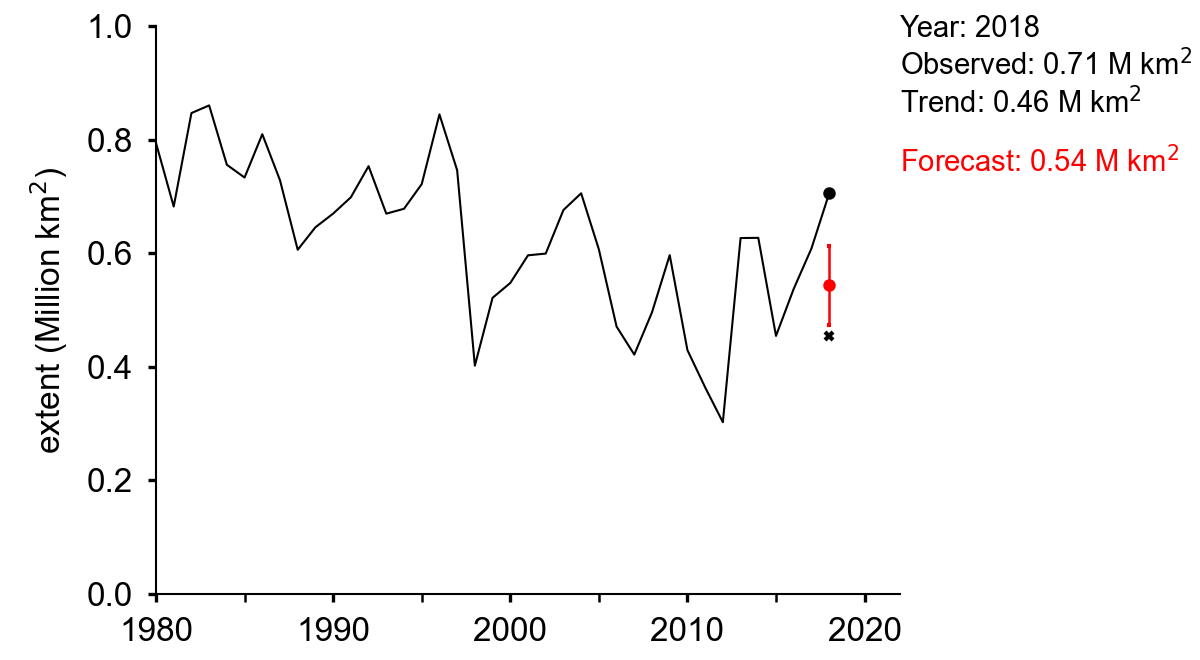 1.0
0.8
0.6
0.4
0.2
0.0
extent (Million km²)
1980
1990
2000
2010
2020
Year: 2018
Observed: 0.71 M km²
Trend: 0.46 M km²
Forecast: 0.54 M km²